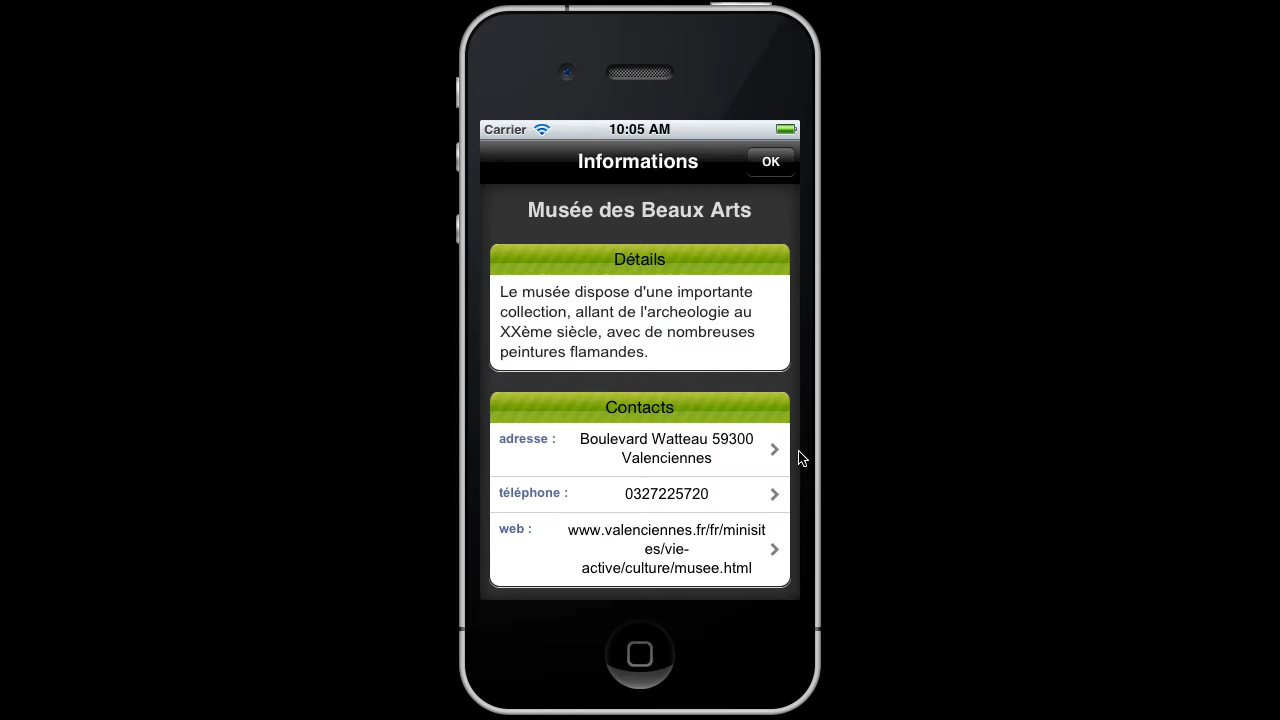 Carrier 10:05 AM
Informations OK
Musée des Beaux Arts
Détails
Le musée dispose d'une importante
collection, allant de l'archeologie au
XXème siècle, avec de nombreuses
peintures flamandes.
Contacts
adresse : Boulevard Watteau 59300
Valenciennes
téléphone : 0327225720
web : www.valenciennes.fr/fr/minisit
es/vie-
active/culture/musee.html